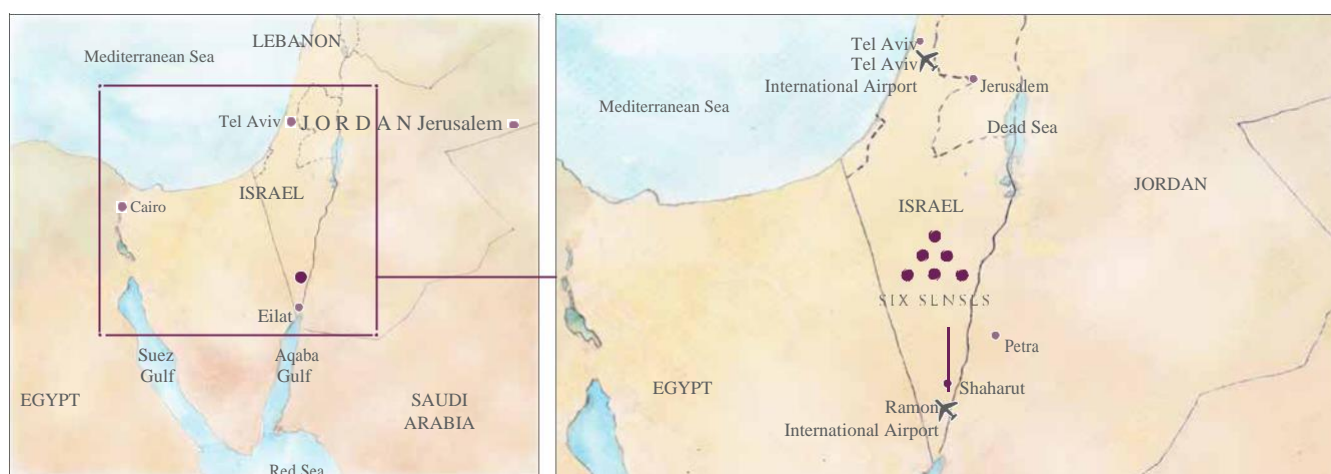 LEBANON
Mediterranean Sea
Tel Aviv
JORDAN Jerusalem
ISRAEL
Cairo
Eilat
Suez
Gulf
Aqaba
Gulf
EGYPT
SAUDI
ARABIA
Red Sea
Tel Aviv
Tel Aviv
International Airport
Jerusalem
Mediterranean Sea
Dead Sea
JORDAN
ISRAEL
SIX SLNSLS
Petra
EGYPT
Shaharut
Ramon
International Airport